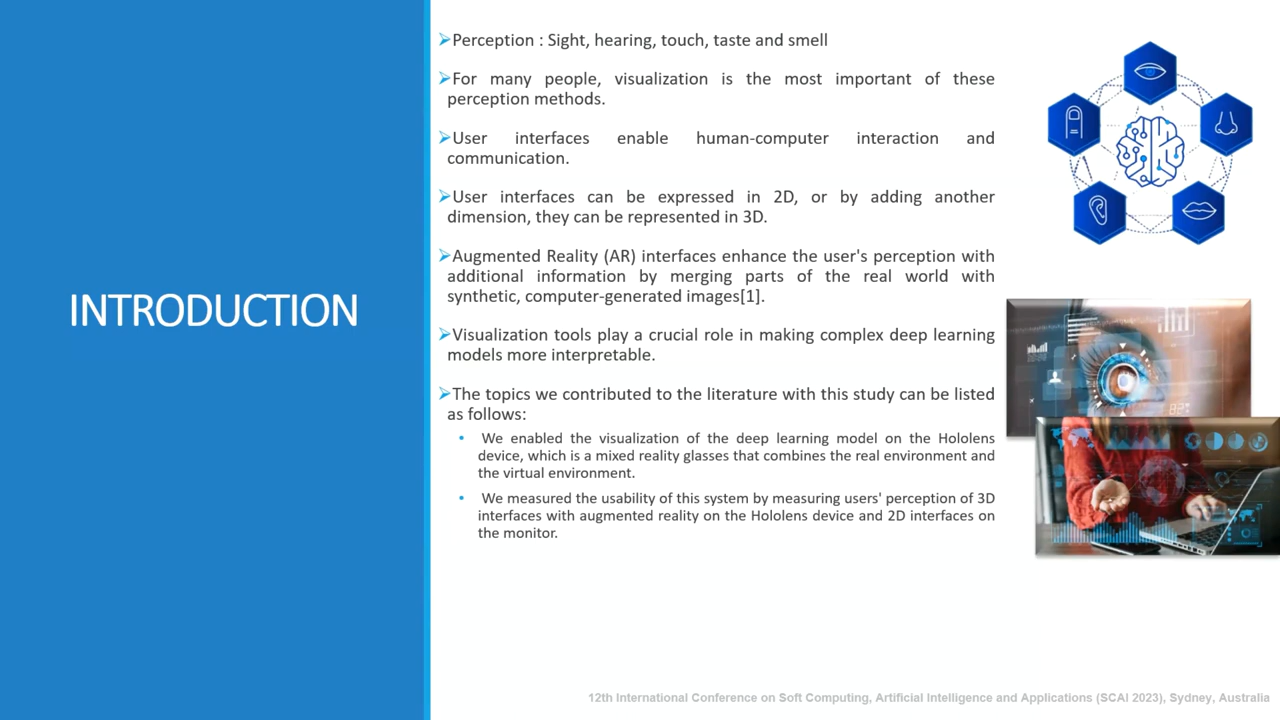 INTRODUCTION
➢Perception : Sight, hearing, touch, taste and smell
➢For many people, visualization is the most important of these
perception methods.
➢User interfaces enable human-computer interaction and
communication.
➢User interfaces can be expressed in 2D, or by adding another
dimension, they can be represented in 3D.
➢Augmented Reality (AR) interfaces enhance the user's perception with
additional information by merging parts of the real world with
synthetic, computer-generated images[1].
➢Visualization tools play a crucial role in making complex deep learning
models more interpretable.
➢The topics we contributed to the literature with this study can be listed
as follows:
• We enabled the visualization of the deep learning model on the Hololens
device, which is a mixed reality glasses that combines the real environment and
the virtual environment.
• We measured the usability of this system by measuring users' perception of 3D
interfaces with augmented reality on the Hololens device and 2D interfaces on
the monitor.
12th International Conference on Soft Computing, Artificial Intelligence and Applications (SCAI 2023), Sydney, Australia